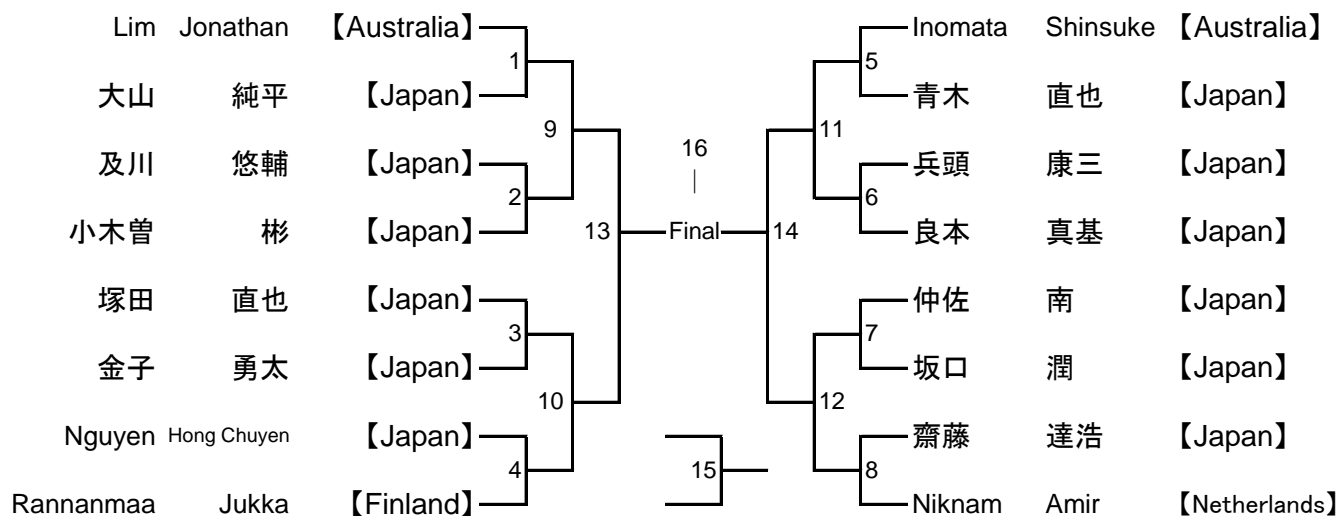 Lim Jonathan 【Australia】 Inomata Shinsuke 【Australia】
1 5
大山 純平 【Japan】 青木 直也 【Japan】
9 16 11
及川 悠輔 【Japan】 兵頭 康三 【Japan】
2 | 6
小木曽 彬 【Japan】 13 Final 14 良本 真基 【Japan】
塚田 直也 【Japan】 仲佐 南 【Japan】
3 7
金子 勇太 【Japan】 坂口 潤 【Japan】
10 12
Nguyen Hong Chuyen 【Japan】 齋藤 達浩 【Japan】
4 15 8
Rannanmaa Jukka 【Finland】 Niknam Amir 【Netherlands】